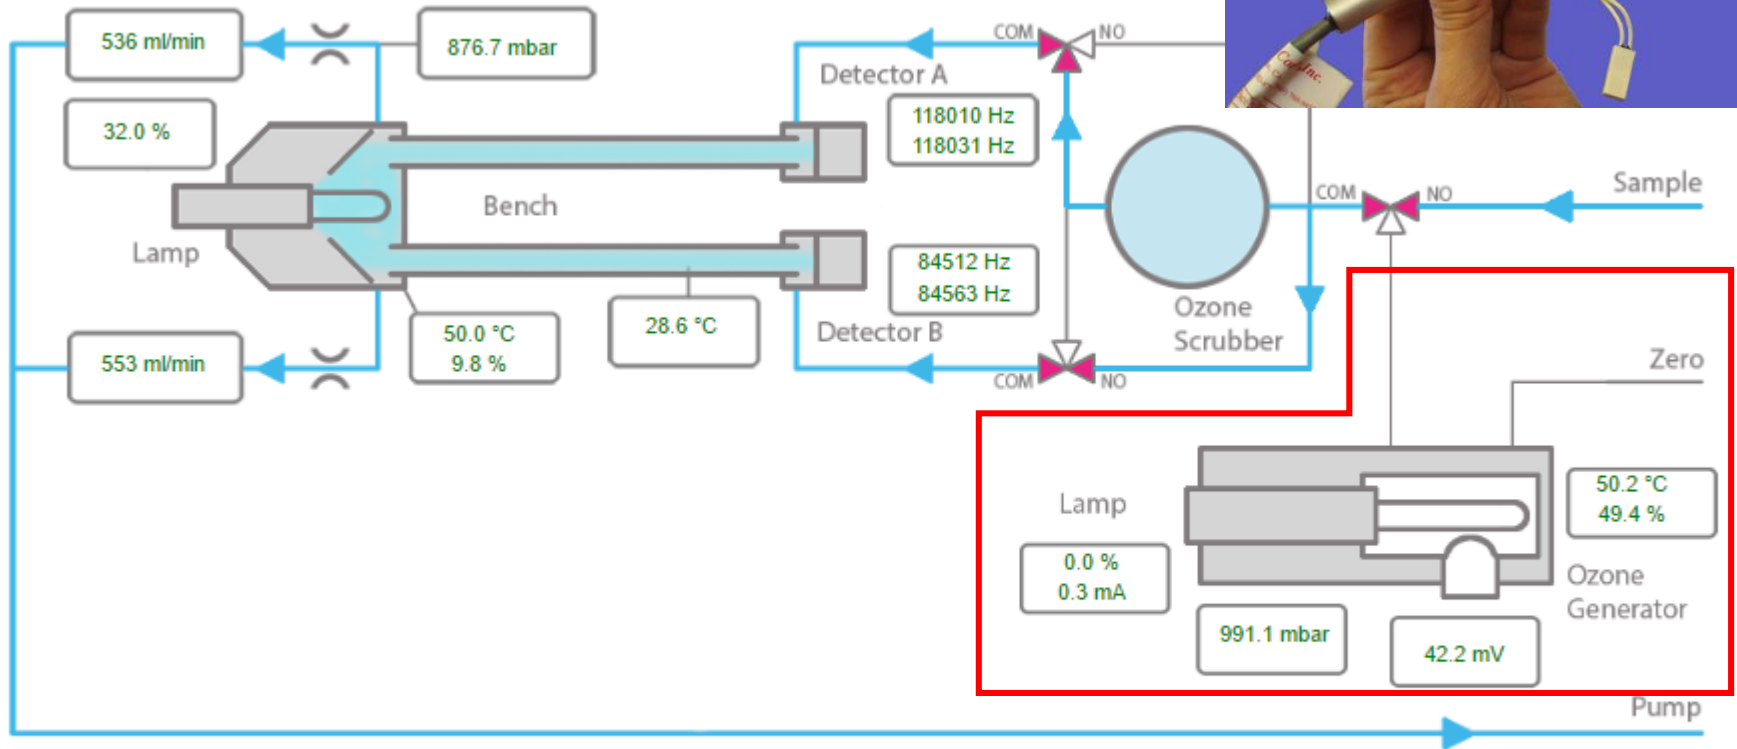 536 ml/min
876.7 mbar
32.0 %
Lamp
Bench
553 ml/min
50.0 °C
9.8 %
28.6 °C
Detector A
118010 Hz
118031 Hz
84512 Hz
84563 Hz
Detector B
COM
NO
COM
NO
Ozone
Scrubber
COM
NO
Sample
Zero
Lamp
0.0 %
0.3 mA
991.1 mbar
42.2 mV
50.2 °C
49.4 %
Ozone
Generator
Pump
Inc.